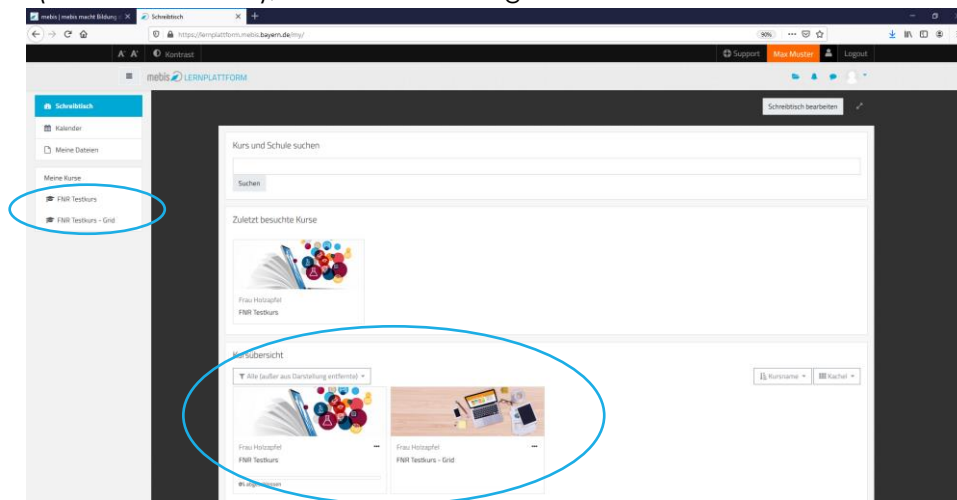 mebis | mebis macht Bildung
Schreibtisch
https://lernplattform.mebis.bayern.de/my/
90%
A⁻ A⁺ Kontrast
Support Max Muster Logout
mebis LERNPLATTFORM
Schreibtisch
Schreibtisch bearbeiten
Kalender
Meine Dateien
Meine Kurse
FNR Testkurs
FNR Testkurs - Grid
Kurs und Schule suchen
Suchen
Zuletzt besuchte Kurse
Frau Holzapfel
FNR Testkurs
Kursübersicht
Alle (außer aus Darstellung entfernte)
Kursname
Kachel
Frau Holzapfel
FNR Testkurs
Frau Holzapfel
FNR Testkurs - Grid